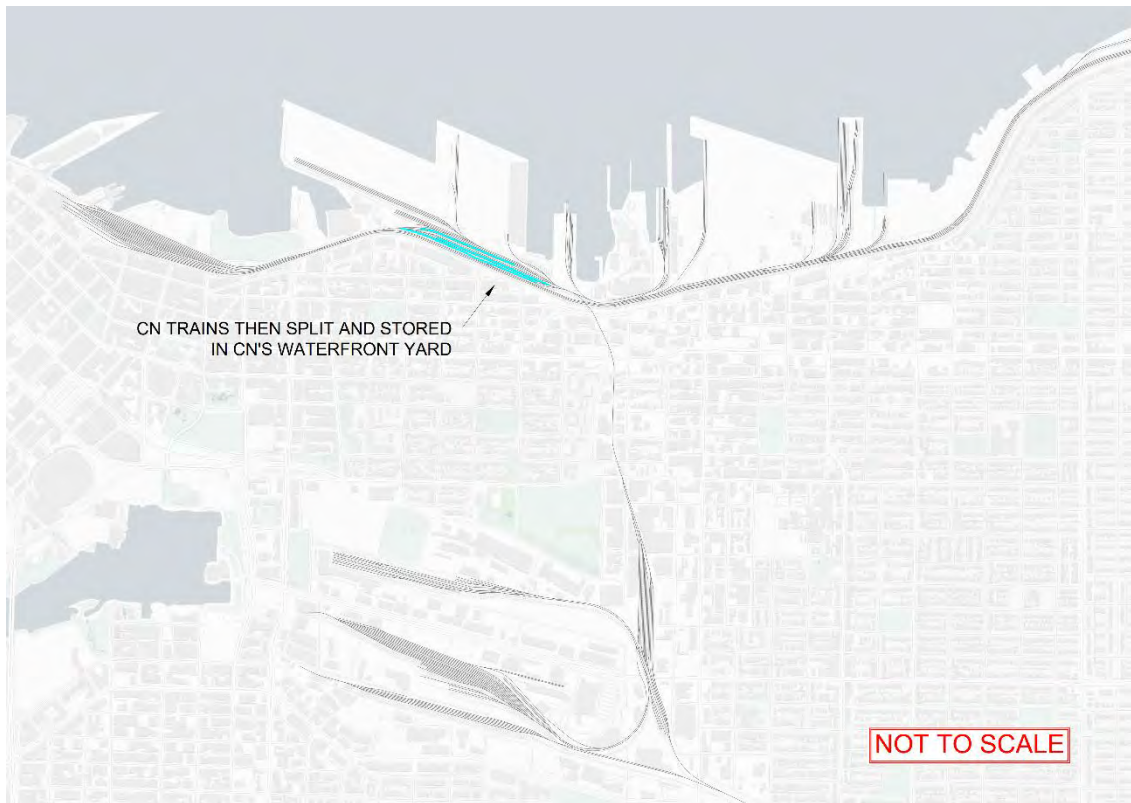 CN TRAINS THEN SPLIT AND STORED
IN CN'S WATERFRONT YARD
NOT TO SCALE